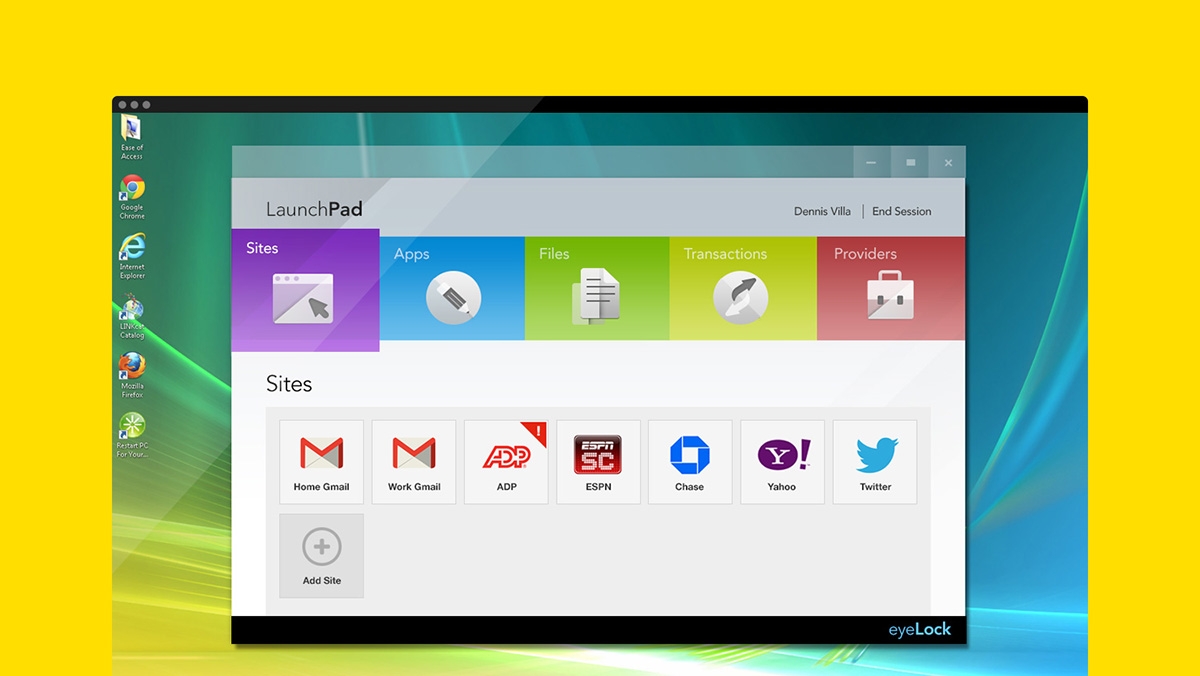 Ease of
Access
Google
Chrome
Internet
Explorer
LINKcat
Catalog
Mozilla
Firefox
Restart PC
For Your...
LaunchPad
Dennis Villa | End Session
Sites
Apps
Files
Transactions
Providers
Sites
Home Gmail
Work Gmail
ADP
!
ADP
ESPN
SC
ESPN
Chase
Y!
Yahoo
Twitter
Add Site
eyeLock